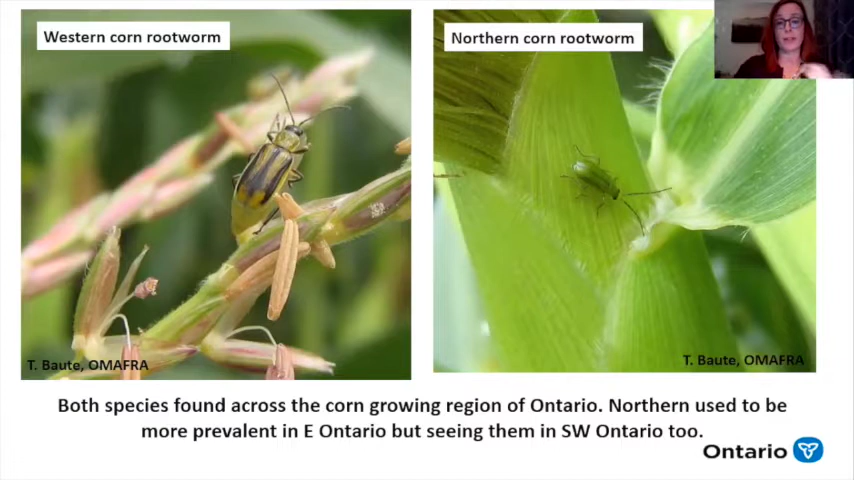 Western corn rootworm
Northern corn rootworm
T. Baute, OMAFRA
T. Baute, OMAFRA
Both species found across the corn growing region of Ontario. Northern used to be
more prevalent in E Ontario but seeing them in SW Ontario too.
Ontario